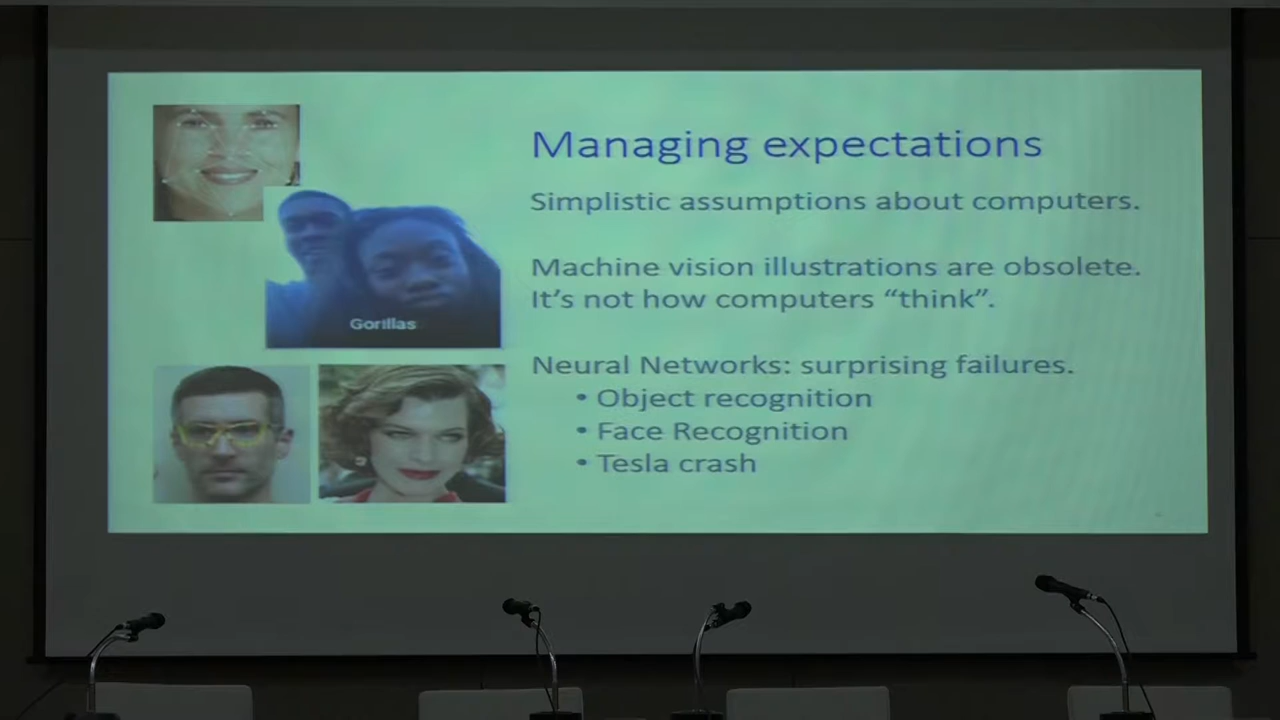 Managing expectations
Simplistic assumptions about computers.
Machine vision illustrations are obsolete.
It's not how computers “think”.
Neural Networks: surprising failures.
• Object recognition
• Face Recognition
• Tesla crash
Gorillas